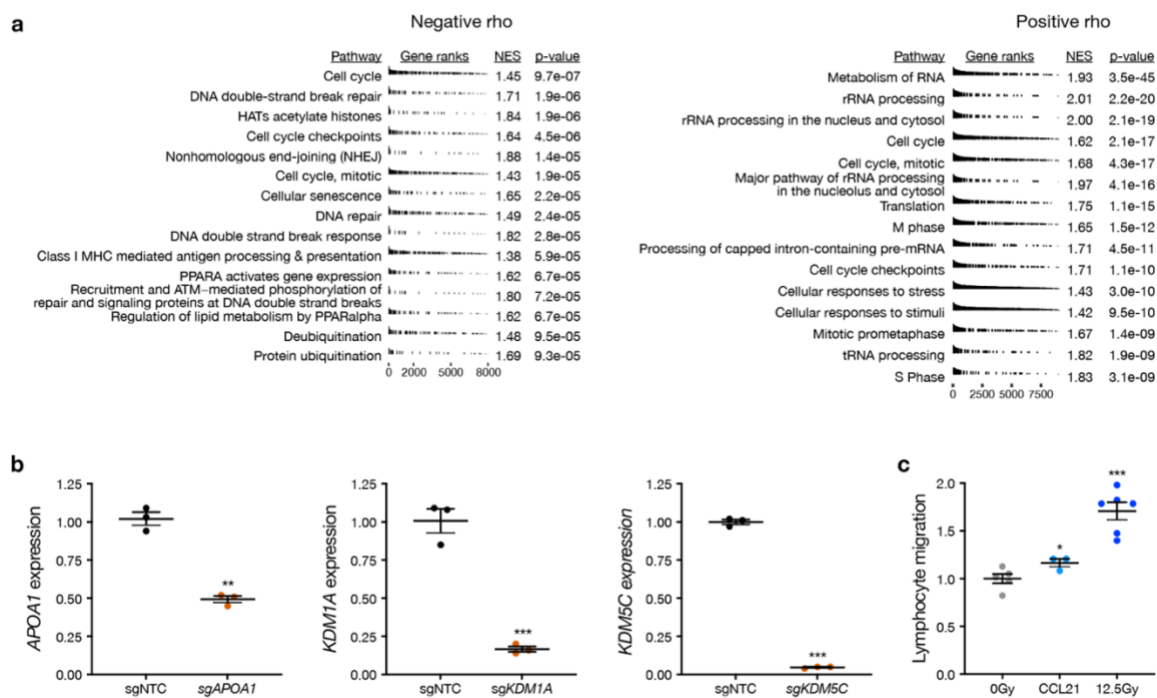 a
Negative rho
Pathway Gene ranks NES p-value
Cell cycle 1.45 9.7e-07
DNA double-strand break repair 1.71 1.9e-06
HATs acetylate histones 1.84 1.9e-06
Cell cycle checkpoints 1.64 4.5e-06
Nonhomologous end-joining (NHEJ) 1.88 1.4e-05
Cell cycle, mitotic 1.43 1.9e-05
Cellular senescence 1.65 2.2e-05
DNA repair 1.49 2.4e-05
DNA double strand break response 1.82 2.8e-05
Class I MHC mediated antigen processing & presentation 1.38 5.9e-05
PPARA activates gene expression 1.62 6.7e-05
Recruitment and ATM-mediated phosphorylation of
repair and signaling proteins at DNA double strand breaks 1.80 7.2e-05
Regulation of lipid metabolism by PPARalpha 1.62 6.7e-05
Deubiquitination 1.48 9.5e-05
Protein ubiquitination 1.69 9.3e-05
0 2000 5000 8000
Positive rho
Pathway Gene ranks NES p-value
Metabolism of RNA 1.93 3.5e-45
rRNA processing 2.01 2.2e-20
rRNA processing in the nucleus and cytosol 2.00 2.1e-19
Cell cycle 1.62 2.1e-17
Cell cycle, mitotic 1.68 4.3e-17
Major pathway of rRNA processing
in the nucleolus and cytosol 1.97 4.1e-16
Translation 1.75 1.1e-15
M phase 1.65 1.5e-12
Processing of capped intron-containing pre-mRNA 1.71 4.5e-11
Cell cycle checkpoints 1.71 1.1e-10
Cellular responses to stress 1.43 3.0e-10
Cellular responses to stimuli 1.42 9.5e-10
Mitotic prometaphase 1.67 1.4e-09
tRNA processing 1.82 1.9e-09
S Phase 1.83 3.1e-09
0 2500 5000 7500
b
APOA1 expression
1.25
1.00
0.75
0.50
0.25
0.00
**
sgNTC sgAPOA1
KDM1A expression
1.25
1.00
0.75
0.50
0.25
0.00
***
sgNTC sgKDM1A
KDM5C expression
1.25
1.00
0.75
0.50
0.25
0.00
***
sgNTC sgKDM5C
c
Lymphocyte migration
2.0
1.5
1.0
0.5
0.0
*
***
0Gy CCL21 12.5Gy